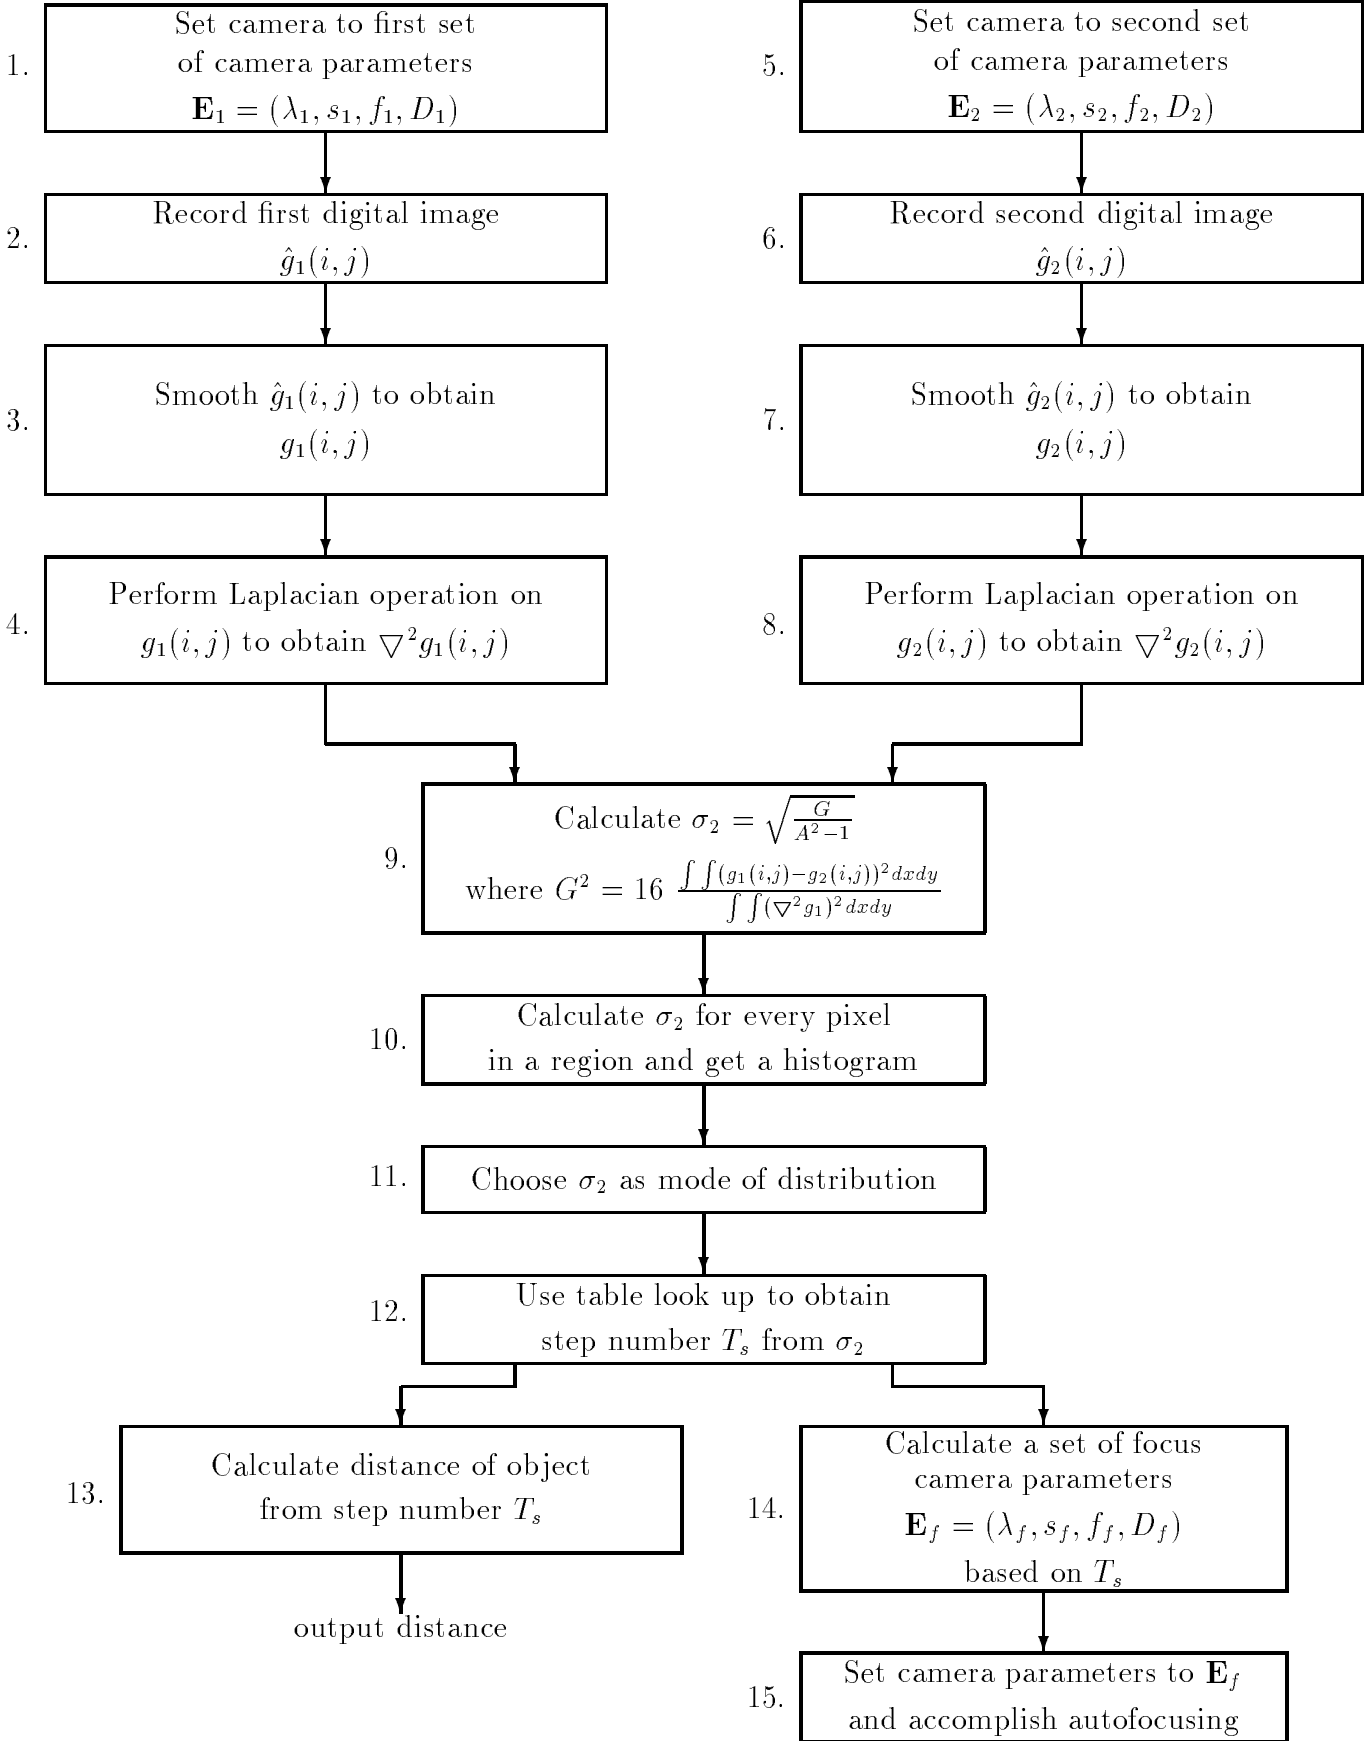 1.
Set camera to first set
of camera parameters
E₁ = (λ₁, s₁, f₁, D₁)
2.
Record first digital image
ĝ₁(i, j)
3.
Smooth ĝ₁(i, j) to obtain
g₁(i, j)
4.
Perform Laplacian operation on
g₁(i, j) to obtain ▽²g₁(i, j)
5.
Set camera to second set
of camera parameters
E₂ = (λ₂, s₂, f₂, D₂)
6.
Record second digital image
ĝ₂(i, j)
7.
Smooth ĝ₂(i, j) to obtain
g₂(i, j)
8.
Perform Laplacian operation on
g₂(i, j) to obtain ▽²g₂(i, j)
9.
Calculate σ₂ = √(G / (A²−1))
where G² = 16 ∫∫(g₁(i,j)−g₂(i,j))²dxdy / ∫∫(▽²g₁)²dxdy
10.
Calculate σ₂ for every pixel
in a region and get a histogram
11.
Choose σ₂ as mode of distribution
12.
Use table look up to obtain
step number Tₛ from σ₂
13.
Calculate distance of object
from step number Tₛ
output distance
14.
Calculate a set of focus
camera parameters
E_f = (λ_f, s_f, f_f, D_f)
based on Tₛ
15.
Set camera parameters to E_f
and accomplish autofocusing